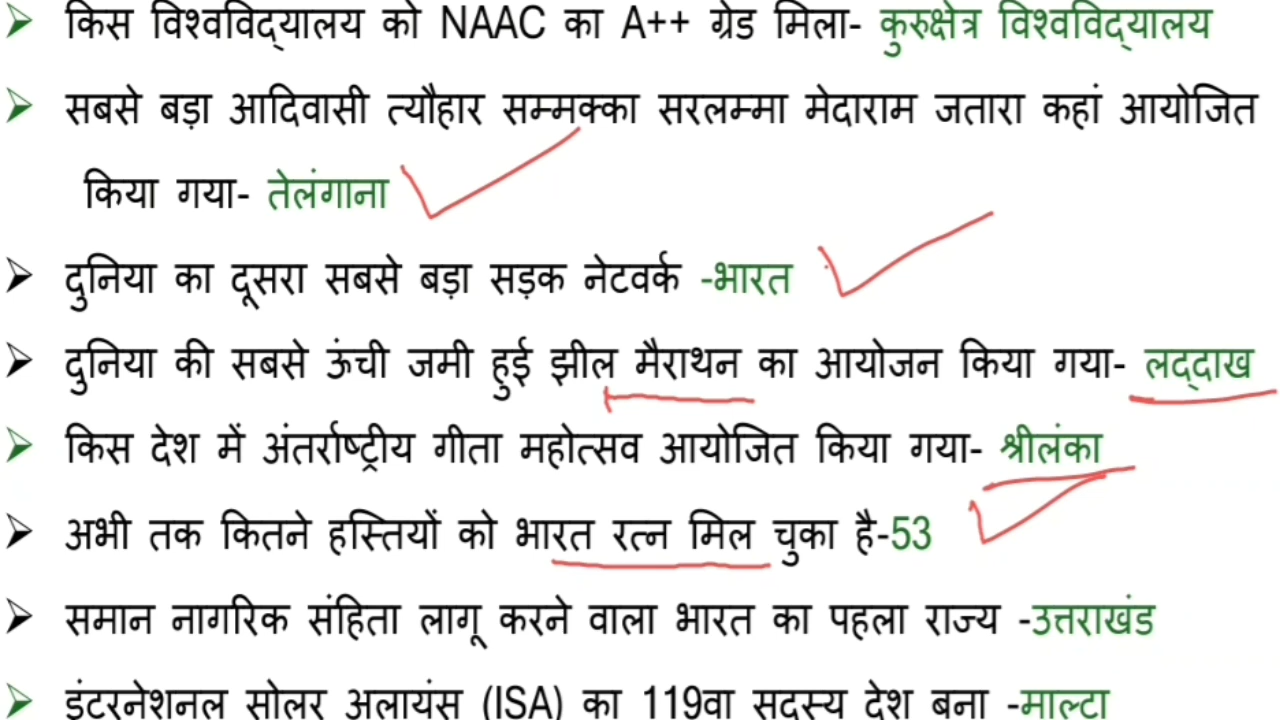 ➢ किस विश्वविद्यालय को NAAC का A++ ग्रेड मिला- कुरुक्षेत्र विश्वविद्यालय
➢ सबसे बड़ा आदिवासी त्यौहार सम्मक्का सरलम्मा मेदाराम जतारा कहां आयोजित
किया गया- तेलंगाना
➢ दुनिया का दूसरा सबसे बड़ा सड़क नेटवर्क -भारत
➢ दुनिया की सबसे ऊंची जमी हुई झील मैराथन का आयोजन किया गया- लद्दाख
➢ किस देश में अंतर्राष्ट्रीय गीता महोत्सव आयोजित किया गया- श्रीलंका
➢ अभी तक कितने हस्तियों को भारत रत्न मिल चुका है-53
➢ समान नागरिक संहिता लागू करने वाला भारत का पहला राज्य -उत्तराखंड
➢ इंटरनेशनल सोलर अलायंस (ISA) का 119वा सदस्य देश बना -माल्टा